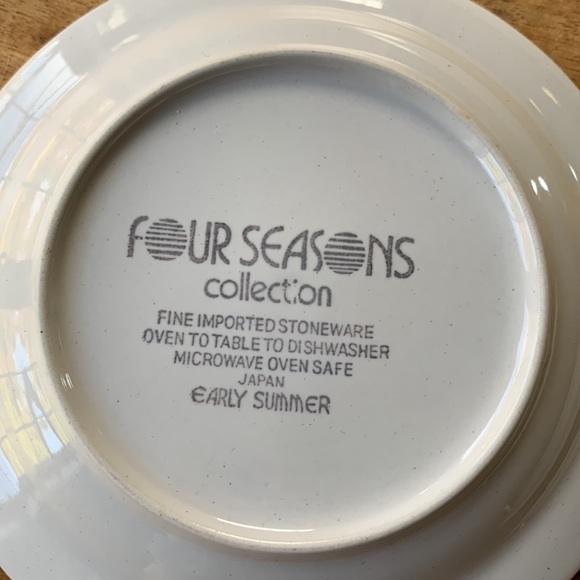 FOUR SEASONS
collection
FINE IMPORTED STONEWARE
OVEN TO TABLE TO DISHWASHER
MICROWAVE OVEN SAFE
JAPAN
EARLY SUMMER